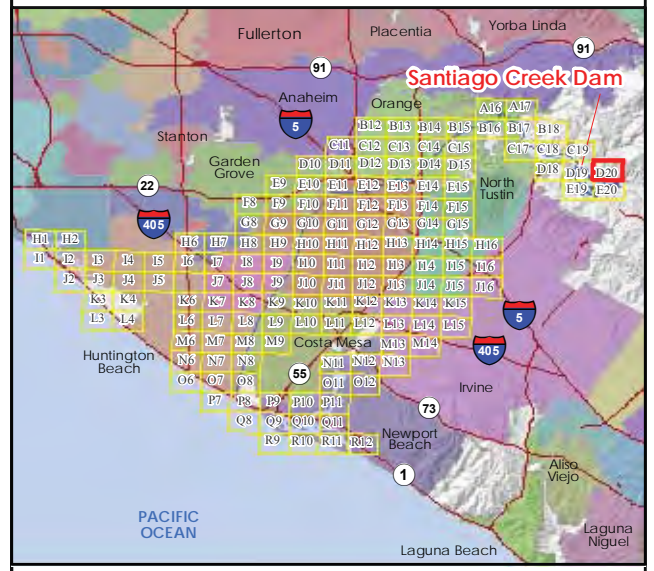 Fullerton
Placentia
Yorba Linda
91
91
Santiago Creek Dam
Anaheim
5
Orange
A16 A17
Stanton
B12 B13 B14 B15 B16 B17 B18
C11 C12 C13 C14 C15 C17 C18 C19
Garden
Grove
D10 D11 D12 D13 D14 D15 D18 D19 D20
22
E9 E10 E11 E12 E13 E14 E15 E19 E20
North
Tustin
F8 F9 F10 F11 F12 F13 F14 F15
405
G8 G9 G10 G11 G12 G13 G14 G15
H1 H2 H6 H7 H8 H9 H10 H11 H12 H13 H14 H15 H16
I1 I2 I3 I4 I5 I6 I7 I8 I9 I10 I11 I12 I13 I14 I15 I16
J2 J3 J4 J5 J7 J8 J9 J10 J11 J12 J13 J14 J15 J16
K3 K4 K6 K7 K8 K9 K10 K11 K12 K13 K14 K15
5
L3 L4 L6 L7 L8 L9 L10 L11 L12 L13 L14 L15
M6 M7 M8 M9 Costa Mesa M13 M14
405
Huntington
Beach
N6 N7 N8 N11 N12 N13
55
O6 O7 O8 O11 O12
Irvine
P7 P8 P9 P10 P11
73
Q8 Q9 Q10 Q11
Newport
Beach
R9 R10 R11 R12
1
Aliso
Viejo
PACIFIC
OCEAN
Laguna
Niguel
Laguna Beach